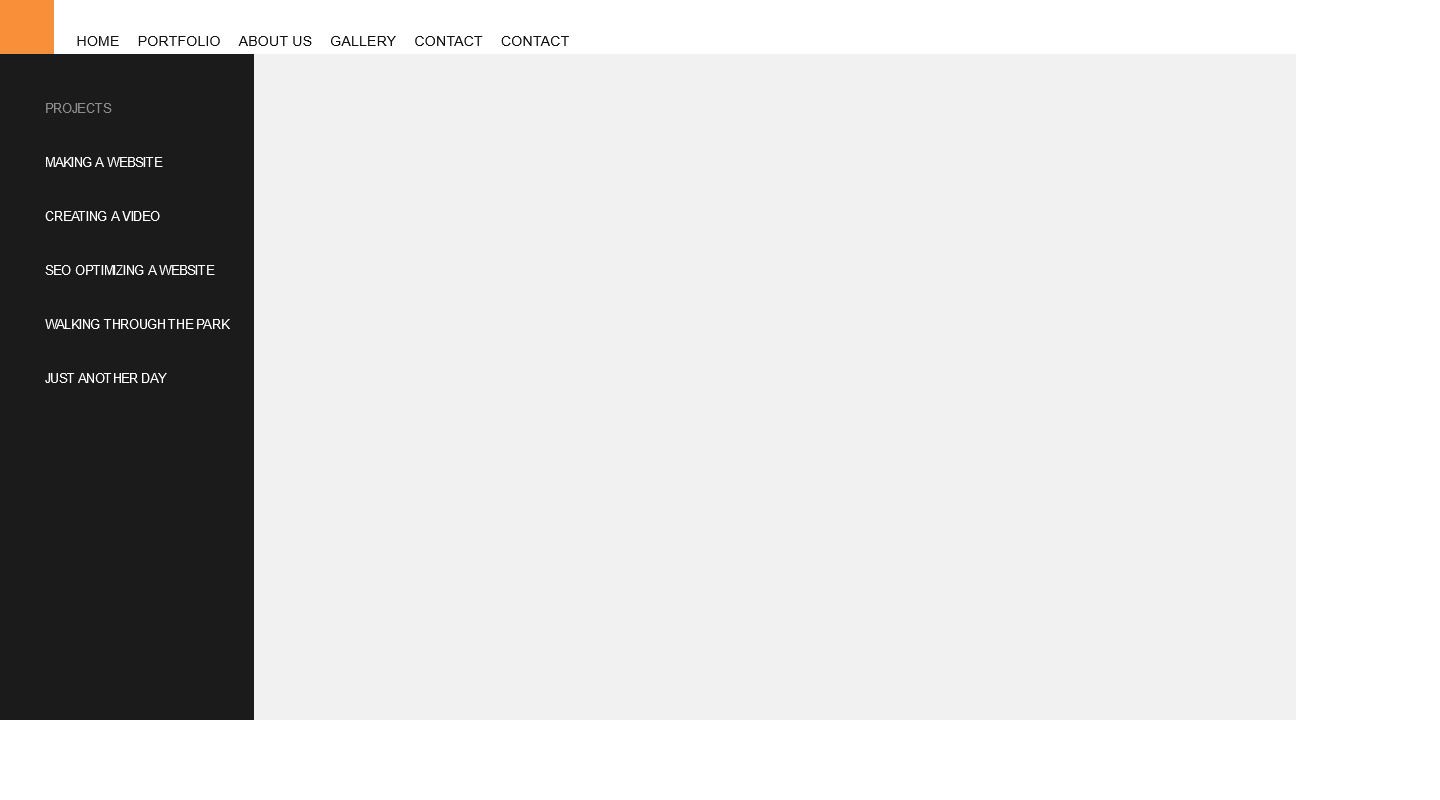 HOME PORTFOLIO ABOUT US GALLERY CONTACT CONTACT
PROJECTS
MAKING A WEBSITE
CREATING A VIDEO
SEO OPTIMIZING A WEBSITE
WALKING THROUGH THE PARK
JUST ANOTHER DAY